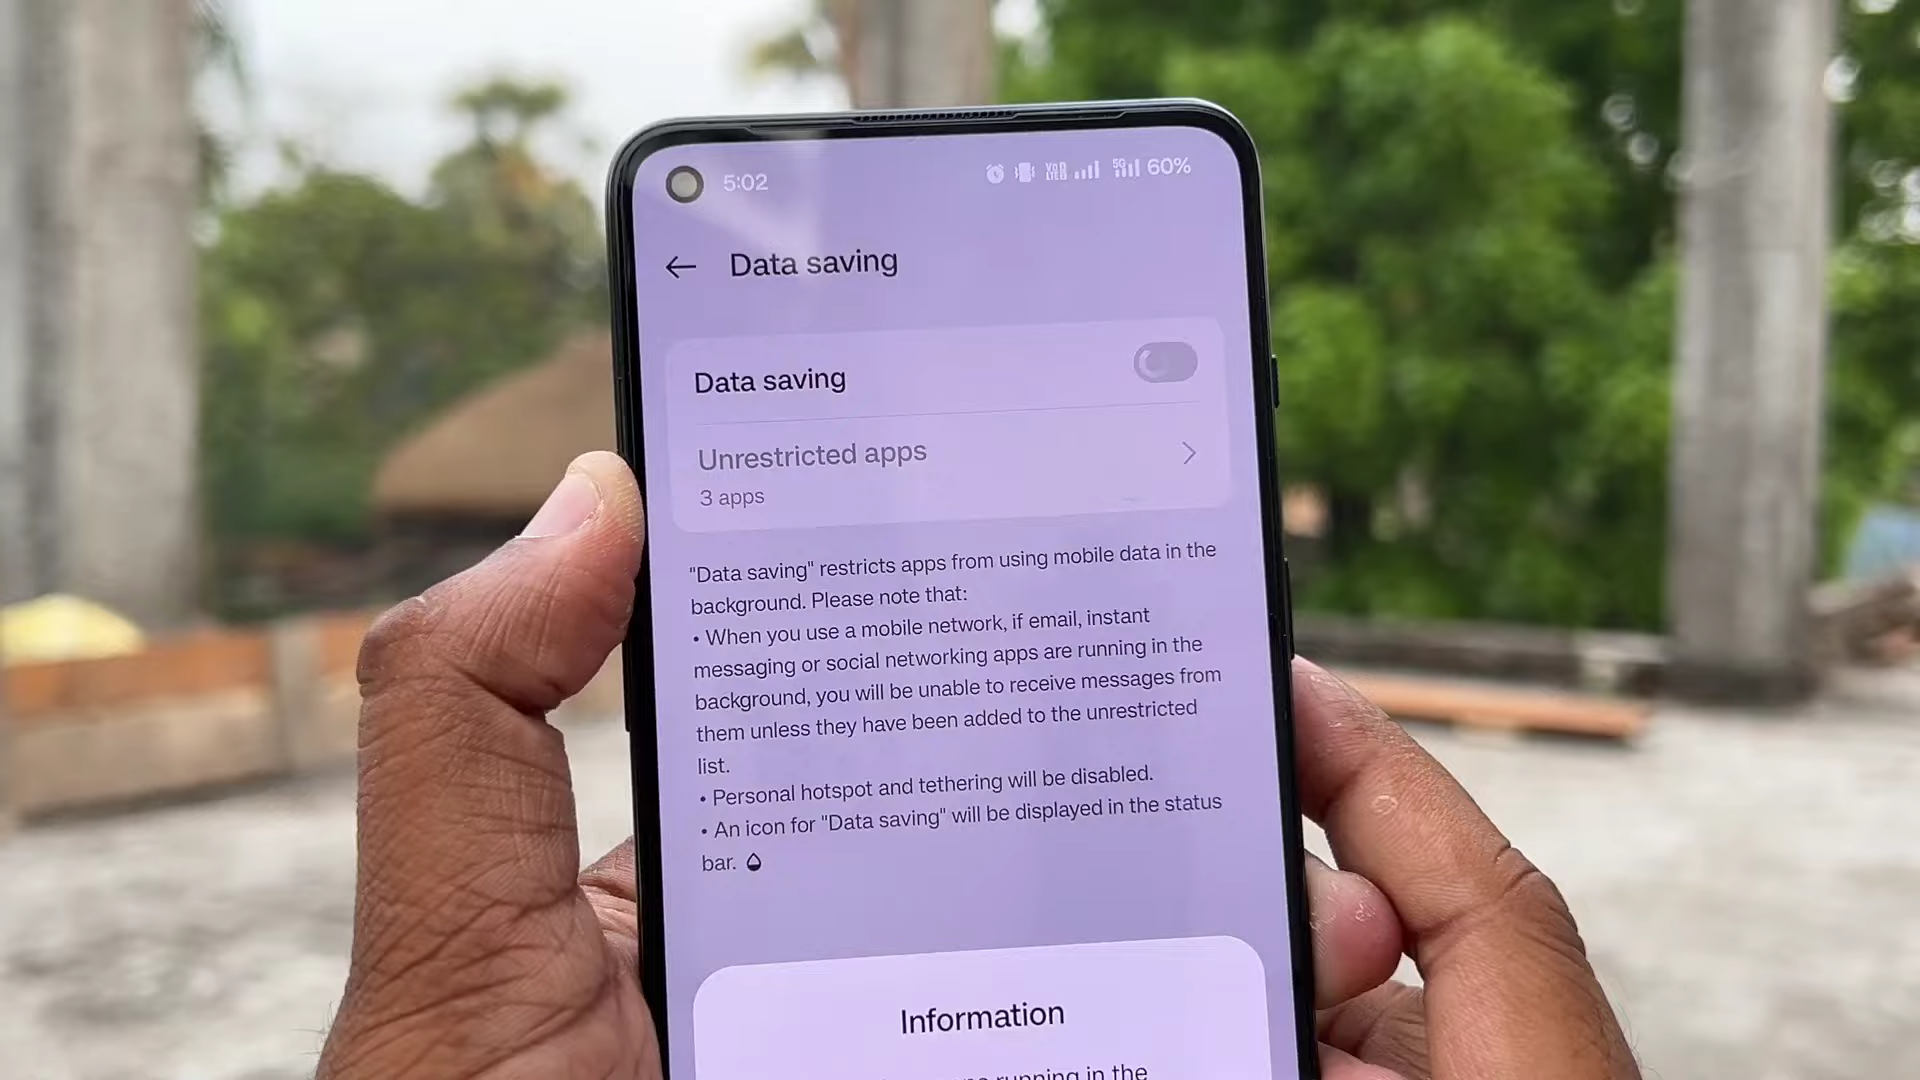 5:02
VoD LTE2 5G 60%
Data saving
Data saving
Unrestricted apps
3 apps
"Data saving" restricts apps from using mobile data in the
background. Please note that:
• When you use a mobile network, if email, instant
messaging or social networking apps are running in the
background, you will be unable to receive messages from
them unless they have been added to the unrestricted
list.
• Personal hotspot and tethering will be disabled.
• An icon for "Data saving" will be displayed in the status
bar.
Information
running in the